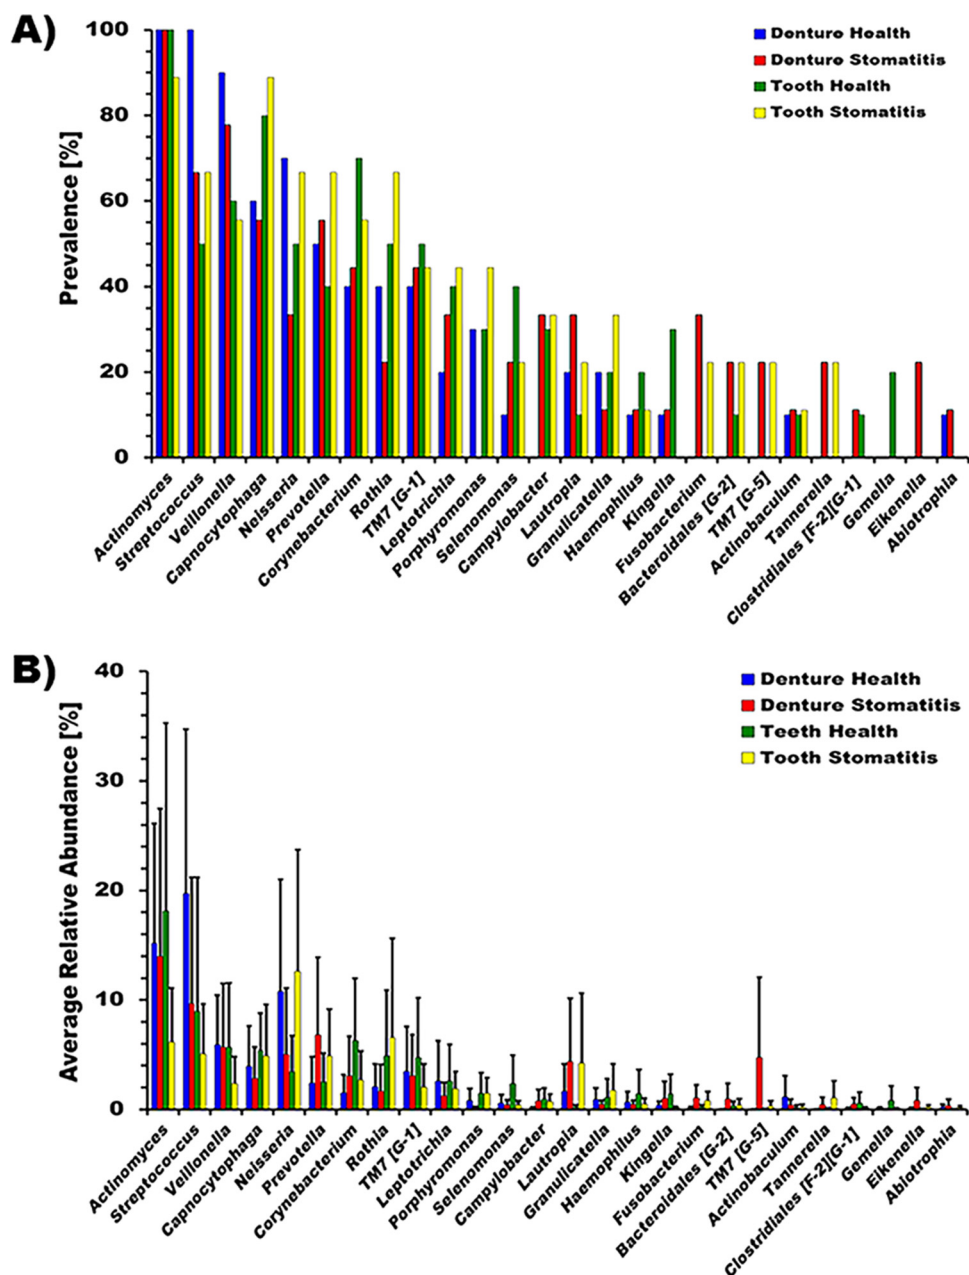 A)
Denture Health
Denture Stomatitis
Tooth Health
Tooth Stomatitis
Prevalence [%]
100
80
60
40
20
0
Actinomyces
Streptococcus
Veillonella
Capnocytophaga
Neisseria
Prevotella
Corynebacterium
Rothia
TM7 [G-1]
Leptotrichia
Porphyromonas
Selenomonas
Campylobacter
Lautropia
Granulicatella
Haemophilus
Kingella
Fusobacterium
Bacteroidales [G-2]
TM7 [G-5]
Actinobaculum
Tannerella
Clostridiales [F-2][G-1]
Gemella
Eikenella
Abiotrophia
B)
Denture Health
Denture Stomatitis
Teeth Health
Tooth Stomatitis
Average Relative Abundance [%]
40
30
20
10
0
Actinomyces
Streptococcus
Veillonella
Capnocytophaga
Neisseria
Prevotella
Corynebacterium
Rothia
TM7 [G-1]
Leptotrichia
Porphyromonas
Selenomonas
Campylobacter
Lautropia
Granulicatella
Haemophilus
Kingella
Fusobacterium
Bacteroidales [G-2]
TM7 [G-5]
Actinobaculum
Tannerella
Clostridiales [F-2][G-1]
Gemella
Eikenella
Abiotrophia